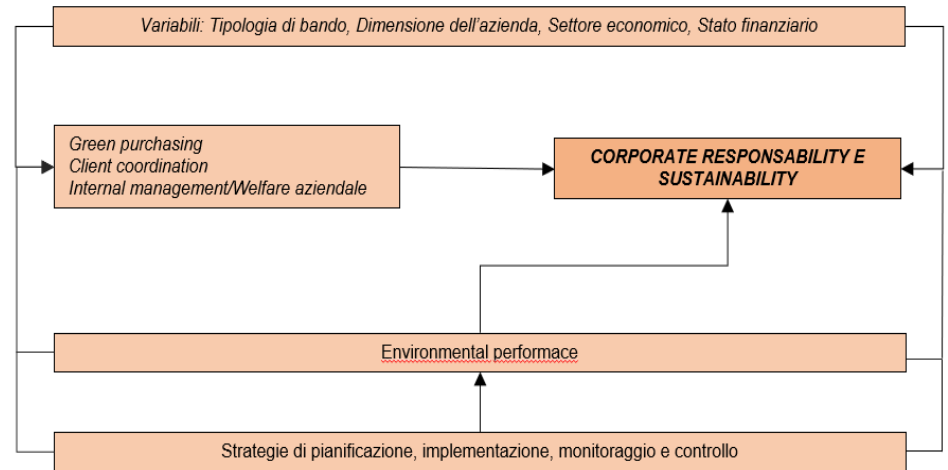 Variabili: Tipologia di bando, Dimensione dell'azienda, Settore economico, Stato finanziario
Green purchasing
Client coordination
Internal management/Welfare aziendale
CORPORATE RESPONSABILITY E
SUSTAINABILITY
Environmental performace
Strategie di pianificazione, implementazione, monitoraggio e controllo